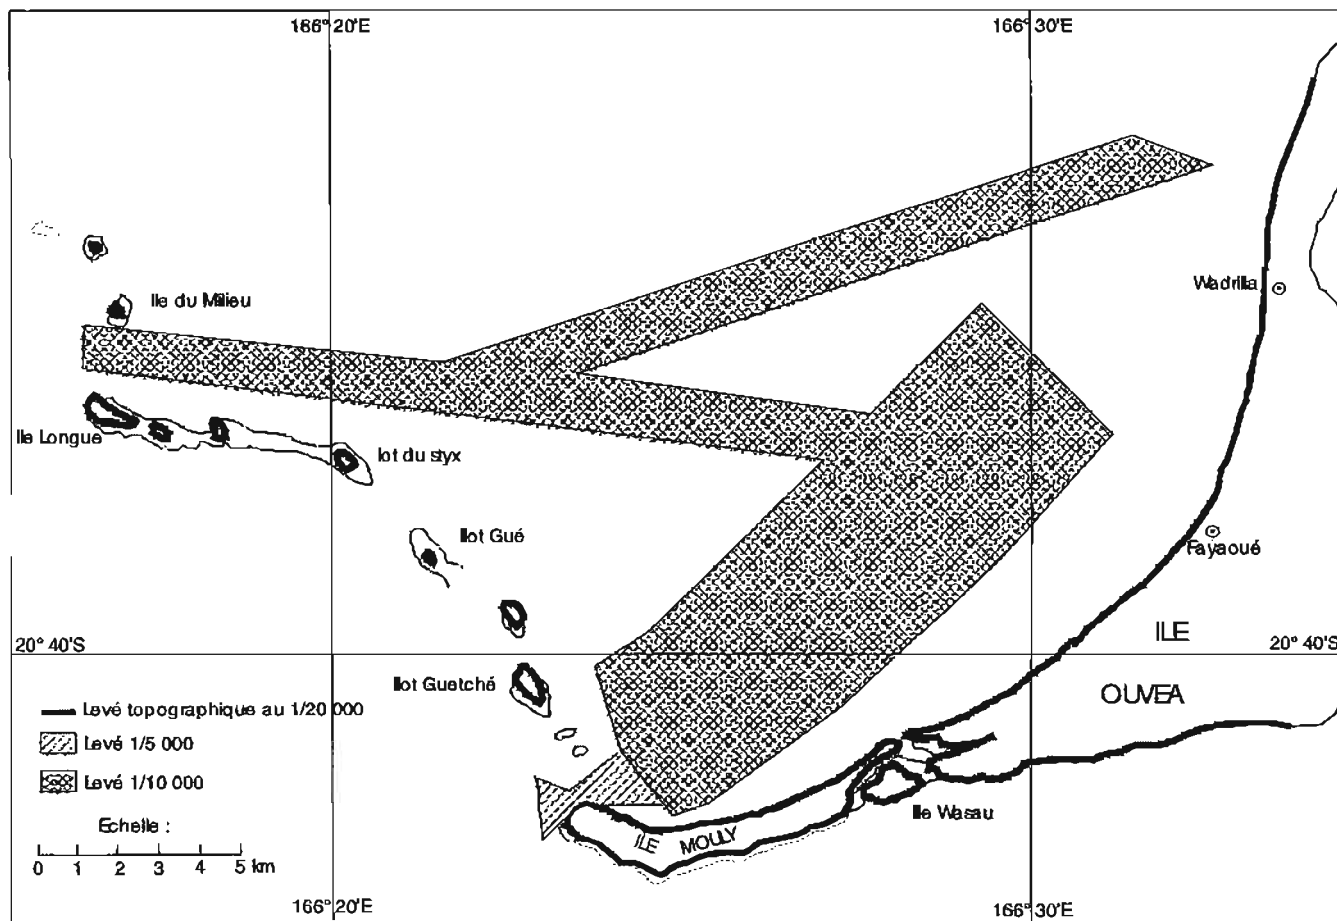 166° 20'E
166° 30'E
Ile du Milieu
Wadrilla
Ile Longue
Ilot du styx
Ilot Gué
Fayaoué
ILE
20° 40'S
20° 40'S
Ilot Guetché
OUVEA
Levé topographique au 1/20 000
Levé 1/5 000
Levé 1/10 000
Echelle :
Ile Wasau
ILE MOULY
0 1 2 3 4 5 km
166° 20'E
166° 30'E